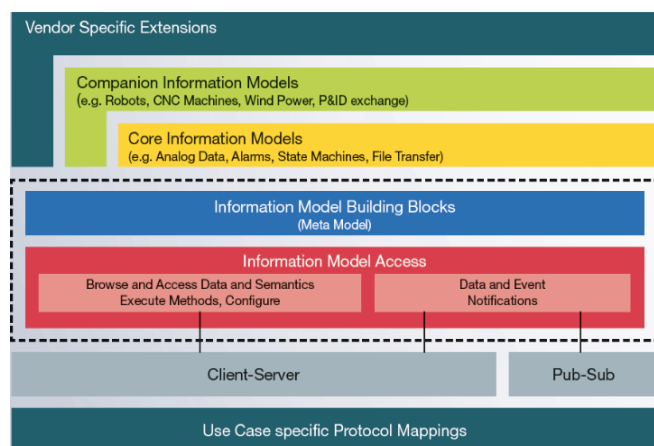 Vendor Specific Extensions
Companion Information Models
(e.g. Robots, CNC Machines, Wind Power, P&ID exchange)
Core Information Models
(e.g. Analog Data, Alarms, State Machines, File Transfer)
Information Model Building Blocks
(Meta Model)
Information Model Access
Browse and Access Data and Semantics
Execute Methods, Configure
Data and Event
Notifications
Client-Server
Pub-Sub
Use Case specific Protocol Mappings